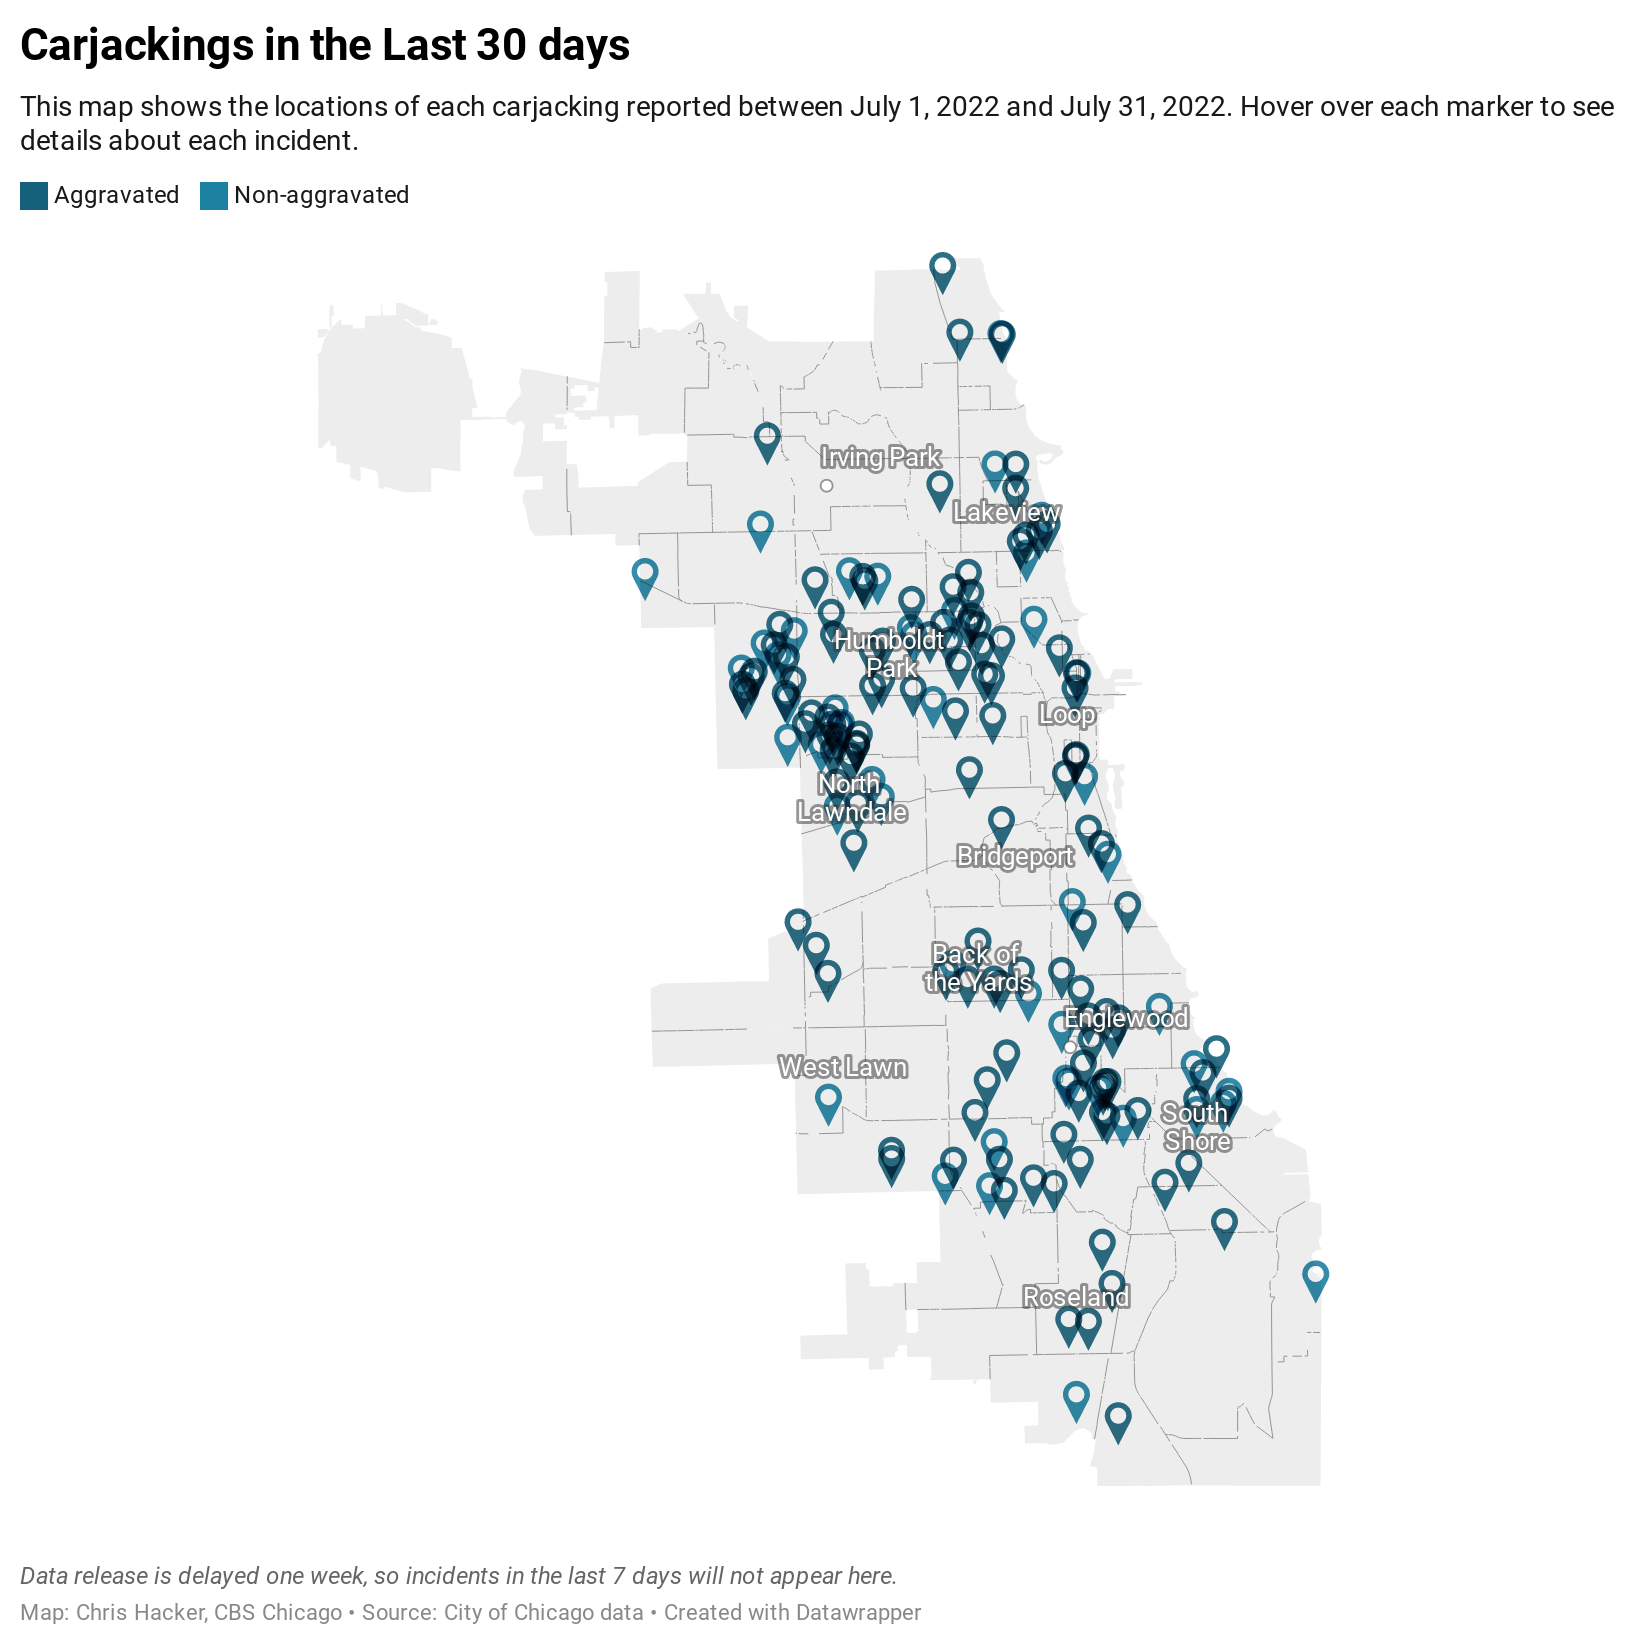 Carjackings in the Last 30 days
This map shows the locations of each carjacking reported between July 1, 2022 and July 31, 2022. Hover over each marker to see
details about each incident.
Aggravated Non-aggravated
Irving Park
Lakeview
Humboldt
Park
Loop
North
Lawndale
Bridgeport
Back of
the Yards
Englewood
West Lawn
South
Shore
Roseland
Data release is delayed one week, so incidents in the last 7 days will not appear here.
Map: Chris Hacker, CBS Chicago • Source: City of Chicago data • Created with Datawrapper